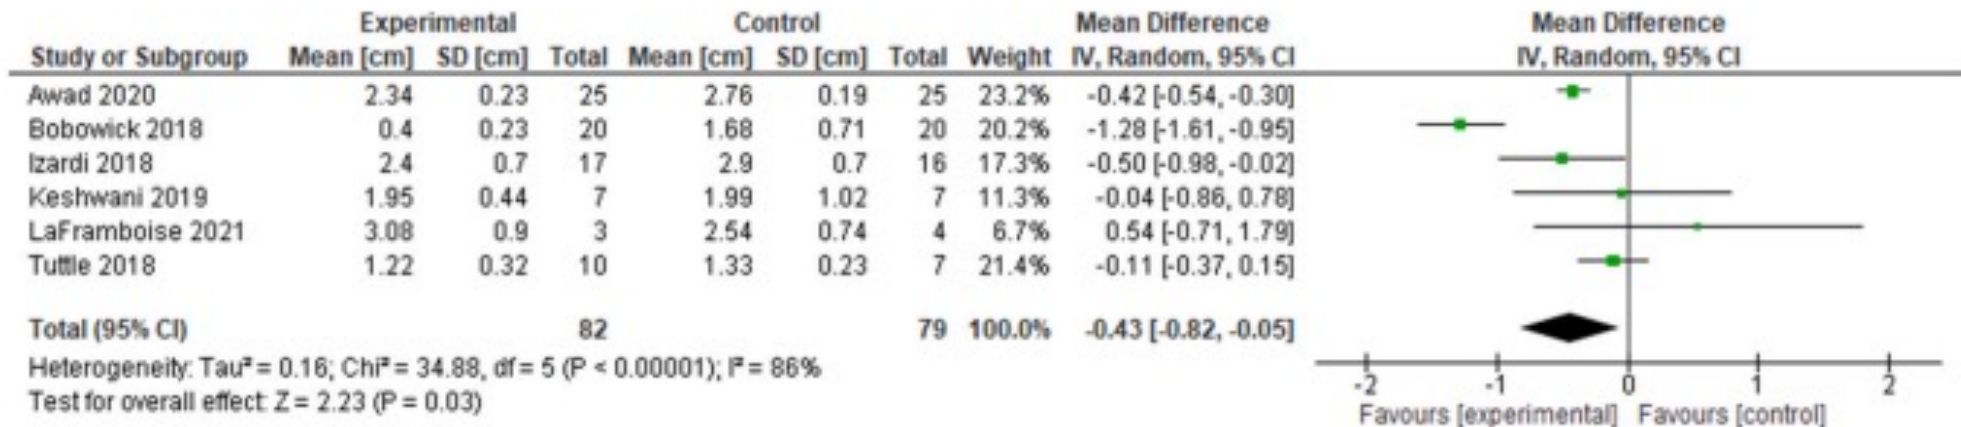 Experimental Control Mean Difference Mean Difference
Study or Subgroup Mean [cm] SD [cm] Total Mean [cm] SD [cm] Total Weight IV, Random, 95% CI IV, Random, 95% CI
Awad 2020 2.34 0.23 25 2.76 0.19 25 23.2% -0.42 [-0.54, -0.30]
Bobowick 2018 0.4 0.23 20 1.68 0.71 20 20.2% -1.28 [-1.61, -0.95]
Izardi 2018 2.4 0.7 17 2.9 0.7 16 17.3% -0.50 [-0.98, -0.02]
Keshwani 2019 1.95 0.44 7 1.99 1.02 7 11.3% -0.04 [-0.86, 0.78]
LaFramboise 2021 3.08 0.9 3 2.54 0.74 4 6.7% 0.54 [-0.71, 1.79]
Tuttle 2018 1.22 0.32 10 1.33 0.23 7 21.4% -0.11 [-0.37, 0.15]
Total (95% CI) 82 79 100.0% -0.43 [-0.82, -0.05]
Heterogeneity: Tau² = 0.16; Chi² = 34.88, df = 5 (P < 0.00001); I² = 86%
Test for overall effect: Z = 2.23 (P = 0.03)
-2 -1 0 1 2
Favours [experimental] Favours [control]